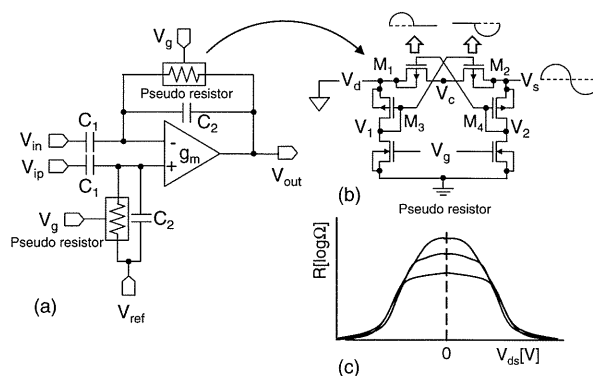 V_g
Pseudo resistor
C_2
C_1
V_in
V_ip
C_1
-
+
g_m
V_out
V_g
C_2
Pseudo resistor
V_ref
(a)
M_1
M_2
V_d
V_c
V_s
V_1
M_3
M_4
V_2
V_g
(b)
Pseudo resistor
R[logΩ]
0
V_ds[V]
(c)